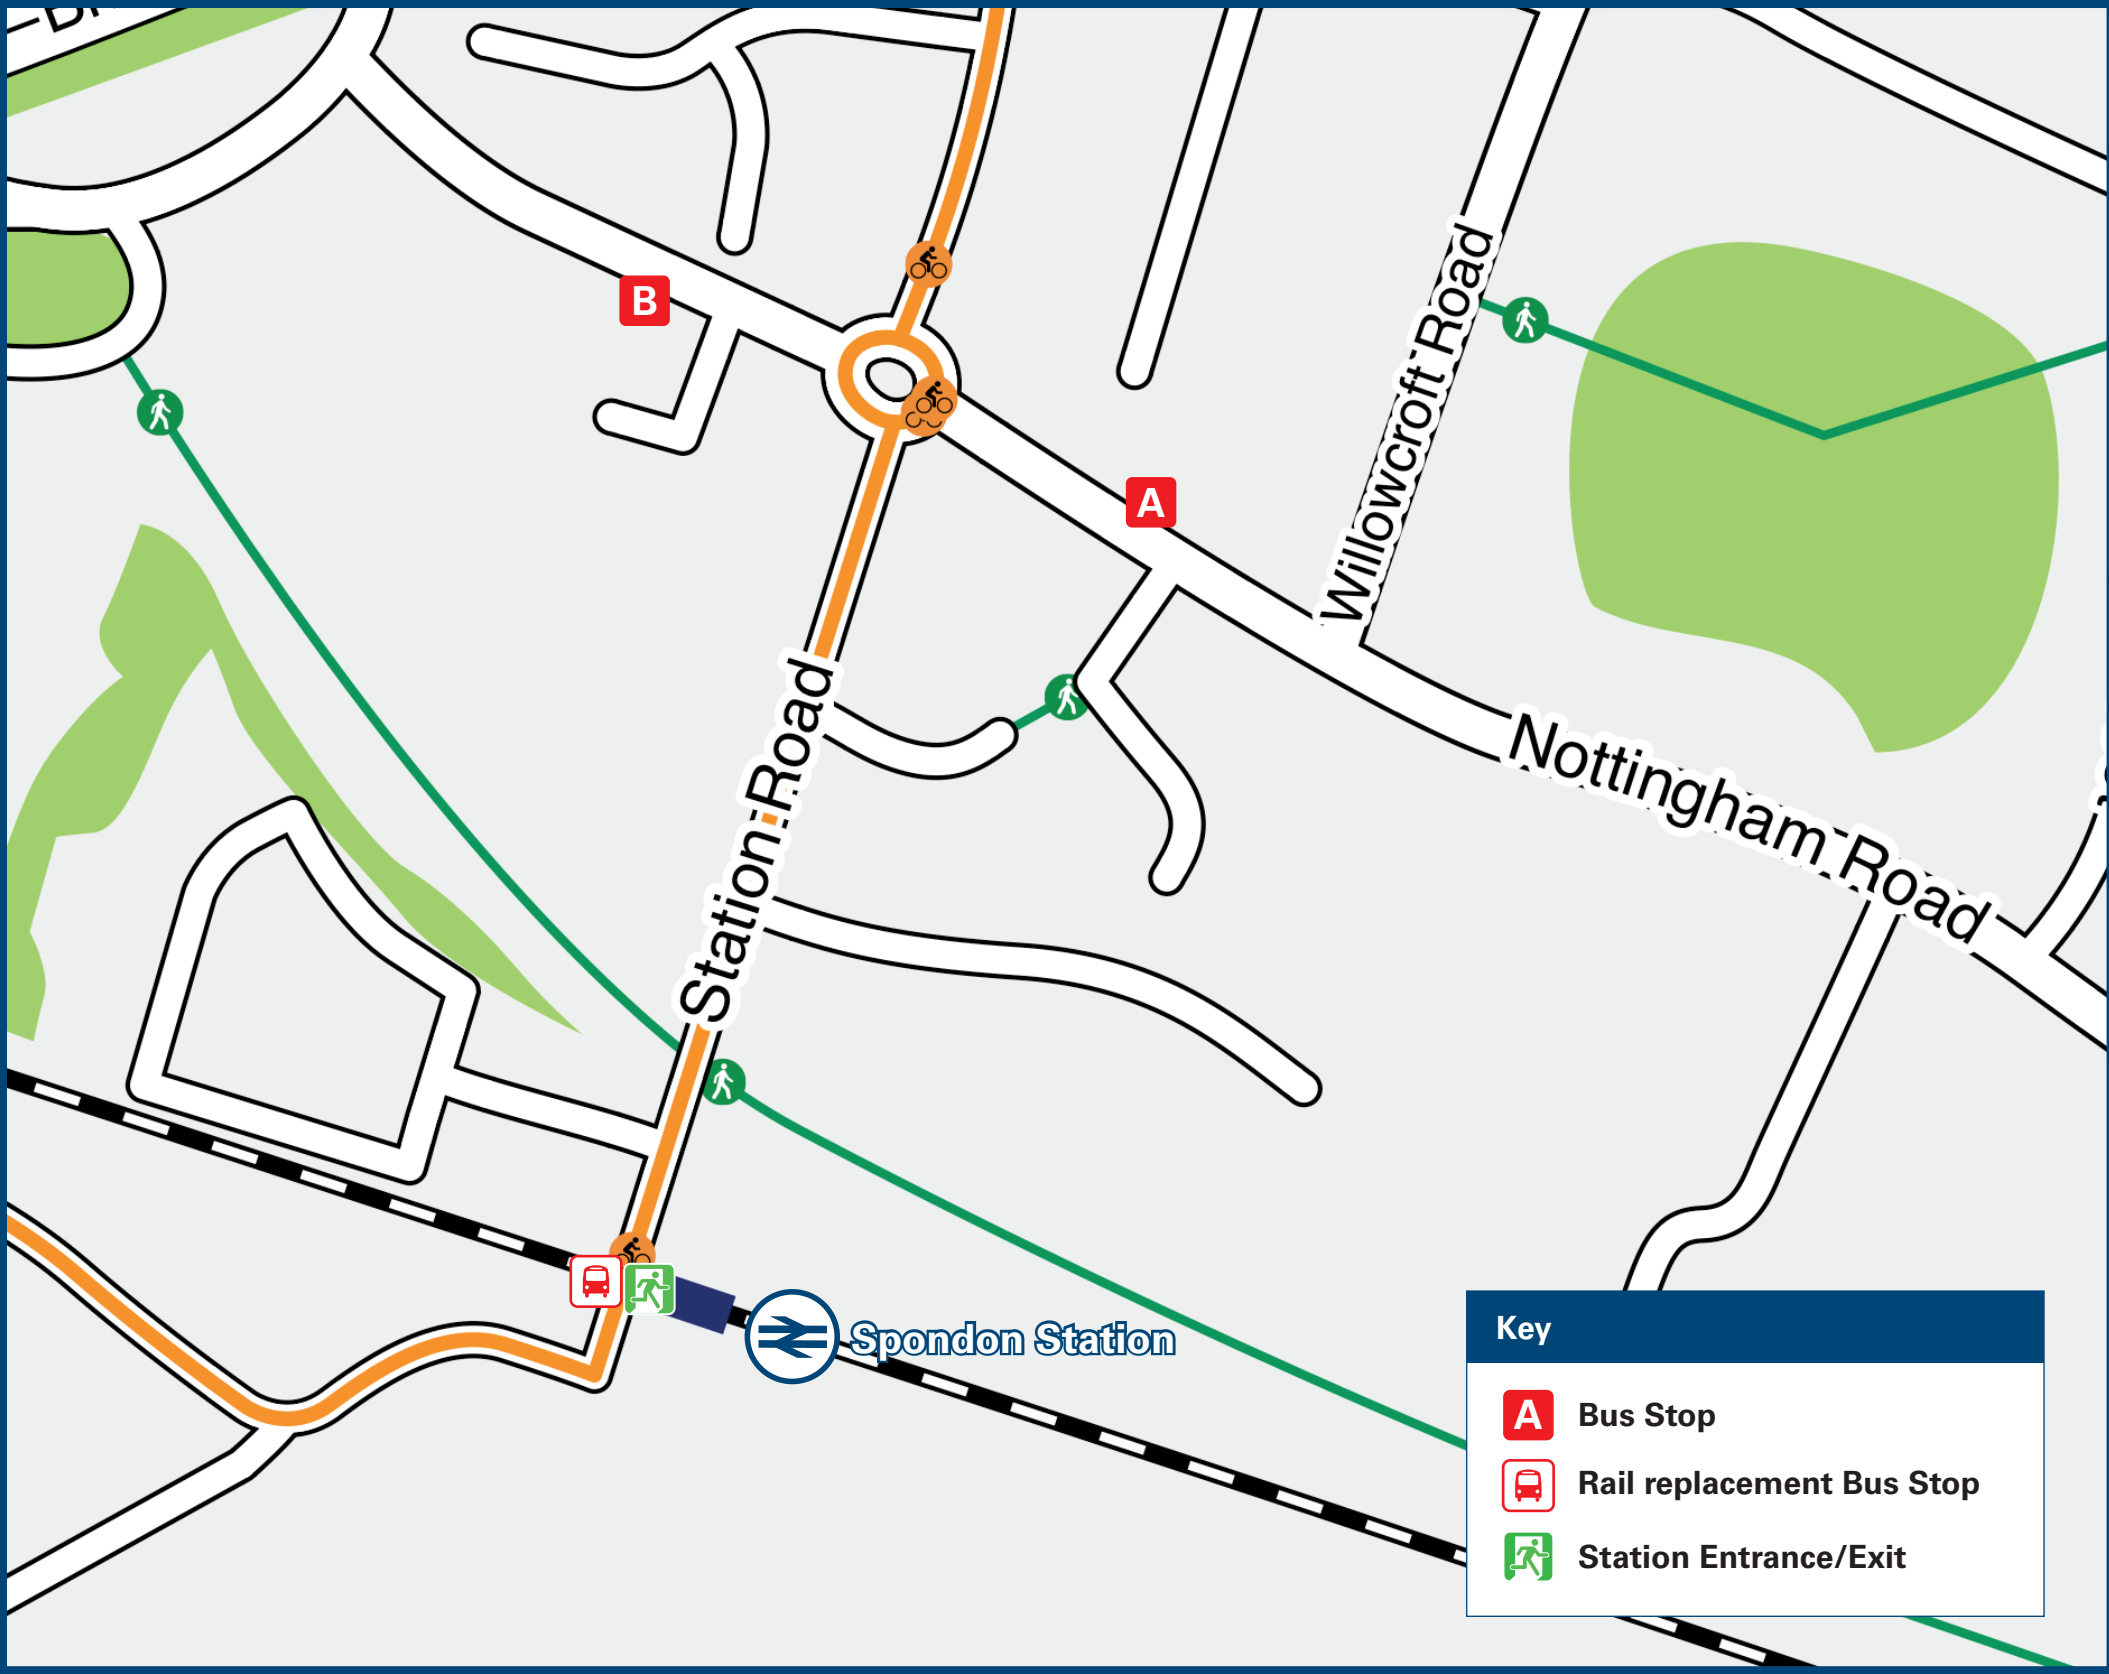 B
A
Willowcroft Road
Station Road
Nottingham Road
Spondon Station
Key
A Bus Stop
Rail replacement Bus Stop
Station Entrance/Exit